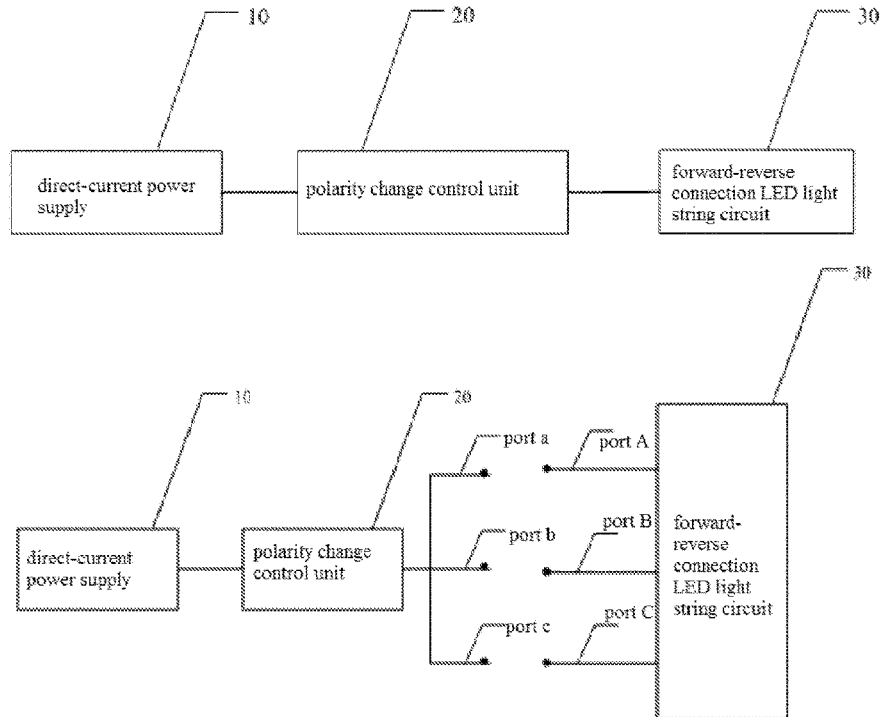 10
20
30
direct-current power
supply
polarity change control unit
forward-reverse
connection LED light
string circuit
30
10
20
port a
port A
port b
port B
port c
port C
direct-current
power supply
polarity change
control unit
forward-
reverse
connection
LED light
string circuit